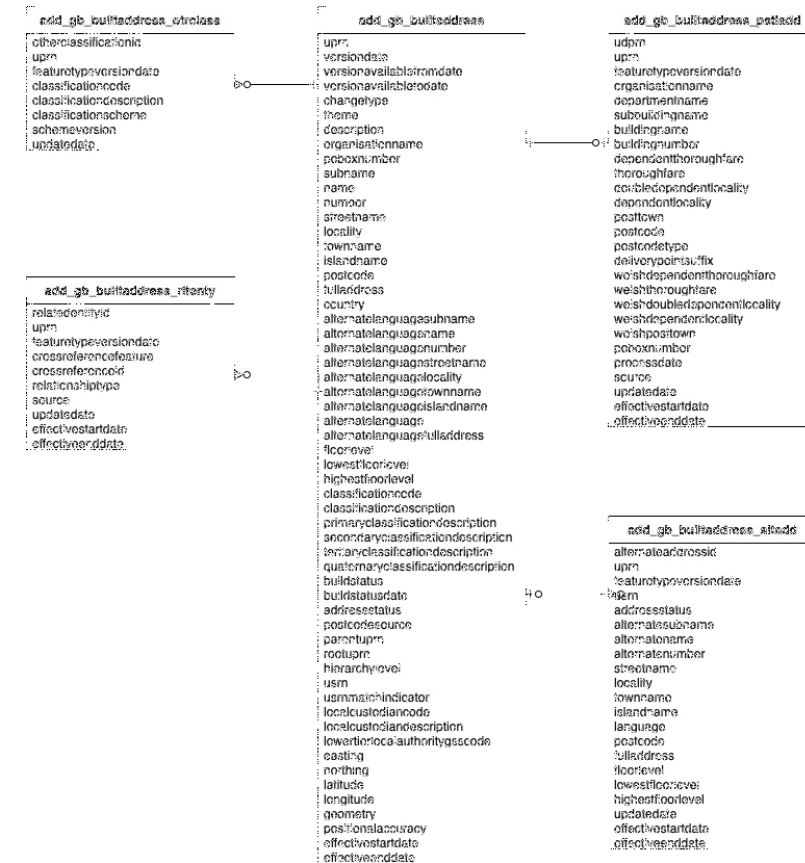 add_gb_builtaddress_otrclass
otherclassificationid
uprn
featuretypeversiondate
classificationcode
classificationdescription
classificationscheme
schemeversion
updatedate
add_gb_builtaddress_rltenty
relatedentityid
uprn
featuretypeversiondate
crossreferencefeature
crossreferenceid
relationshiptype
source
updatedate
effectivestartdate
effectiveenddate
add_gb_builtaddress
uprn
versiondate
versionavailablefromdate
versionavailabletodate
changetype
theme
description
organisationname
poboxnumber
subname
name
number
streetname
locality
townname
islandname
postcode
fulladdress
country
alternatelanguagesubname
alternatelanguagename
alternatelanguagenumber
alternatelanguagestreetname
alternatelanguagelocality
alternatelanguagetownname
alternatelanguageislandname
alternatelanguage
alternatelanguagefulladdress
floorlevel
lowestfloorlevel
highestfloorlevel
classificationcode
classificationdescription
primaryclassificationdescription
secondaryclassificationdescription
tertiaryclassificationdescription
quaternaryclassificationdescription
buildstatus
buildstatusdate
addressstatus
postcodesource
parentuprn
rootuprn
hierarchylevel
usrn
usrnmatchindicator
localcustodiancode
localcustodiandescription
lowertierlocalauthoritygsscode
easting
northing
latitude
longitude
geometry
positionalaccuracy
effectivestartdate
effectiveenddate
add_gb_builtaddress_pafadd
udprn
uprn
featuretypeversiondate
organisationname
departmentname
subbuildingname
buildingname
buildingnumber
dependentthoroughfare
thoroughfare
doubledependentlocality
dependentlocality
posttown
postcode
postcodetype
deliverypointsuffix
welshdependentthoroughfare
welshthoroughfare
welshdoubledependentlocality
welshdependentlocality
welshposttown
poboxnumber
processdate
source
updatedate
effectivestartdate
effectiveenddate
add_gb_builtaddress_altadd
alternateaddressid
uprn
featuretypeversiondate
usrn
addressstatus
alternatesubname
alternatename
alternatenumber
streetname
locality
townname
islandname
language
postcode
fulladdress
floorlevel
lowestfloorlevel
highestfloorlevel
updatedate
effectivestartdate
effectiveenddate